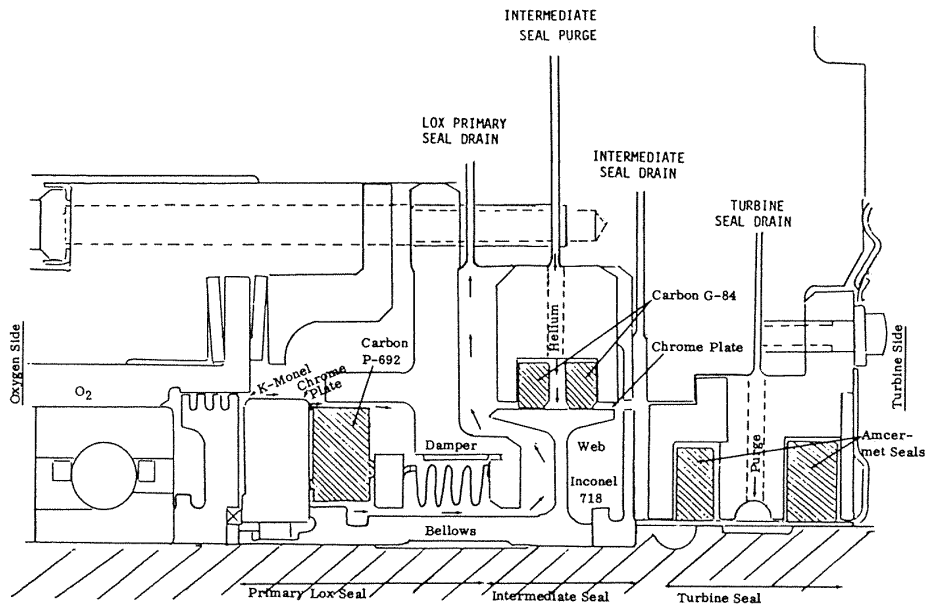 INTERMEDIATE
SEAL PURGE
LOX PRIMARY
SEAL DRAIN
INTERMEDIATE
SEAL DRAIN
TURBINE
SEAL DRAIN
Carbon G-84
Helium
Chrome Plate
Carbon
P-692
K-Monel
Chrome
Plate
Oxygen Side
O2
Turbine Side
Damper
Web
Amcer-
met Seals
Purge
Inconel
718
Bellows
Primary Lox Seal
Intermediate Seal
Turbine Seal